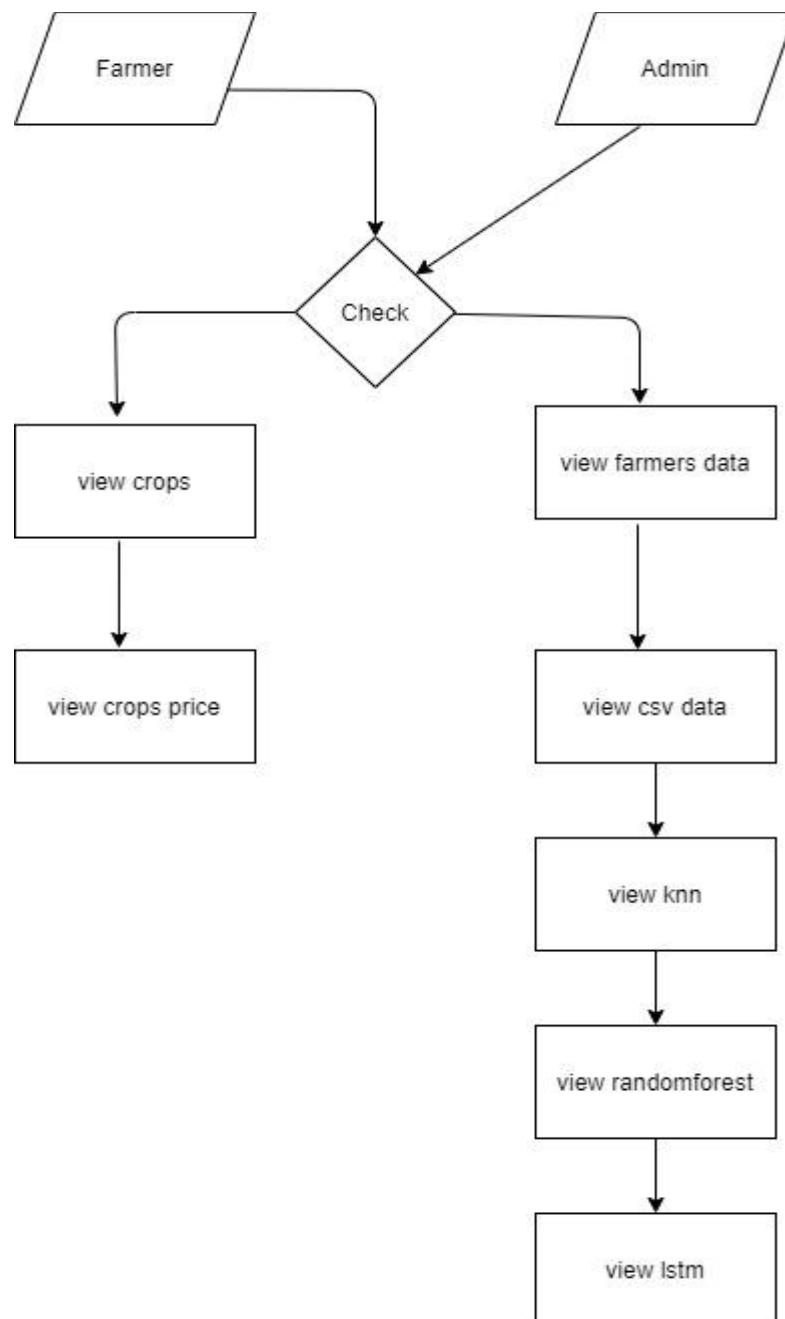 Farmer
Admin
Check
view crops
view farmers data
view crops price
view csv data
view knn
view randomforest
view lstm